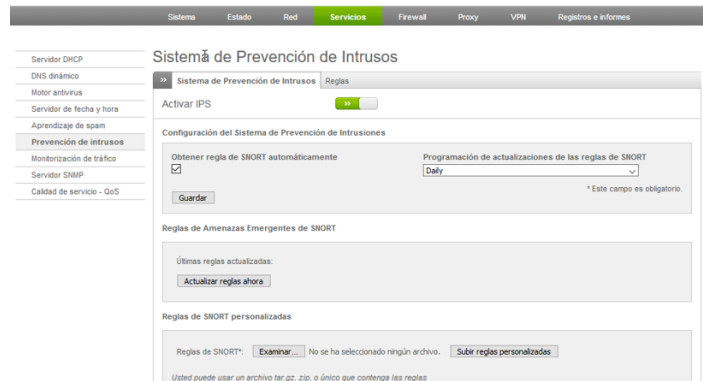 Sistema Estado Red Servicios Firewall Proxy VPN Registros e informes
Servidor DHCP
DNS dinámico
Motor antivirus
Servidor de fecha y hora
Aprendizaje de spam
Prevención de intrusos
Monitorización de tráfico
Servidor SNMP
Calidad de servicio - QoS
Sistema de Prevención de Intrusos
>> Sistema de Prevención de Intrusos Reglas
Activar IPS >>
Configuración del Sistema de Prevención de Intrusiones
Obtener regla de SNORT automáticamente Programación de actualizaciones de las reglas de SNORT
Daily
* Este campo es obligatorio.
Guardar
Reglas de Amenazas Emergentes de SNORT
Últimas reglas actualizadas:
Actualizar reglas ahora
Reglas de SNORT personalizadas
Reglas de SNORT*: Examinar... No se ha seleccionado ningún archivo. Subir reglas personalizadas
Usted puede usar un archivo tar.gz, zip, o único que contenga las reglas